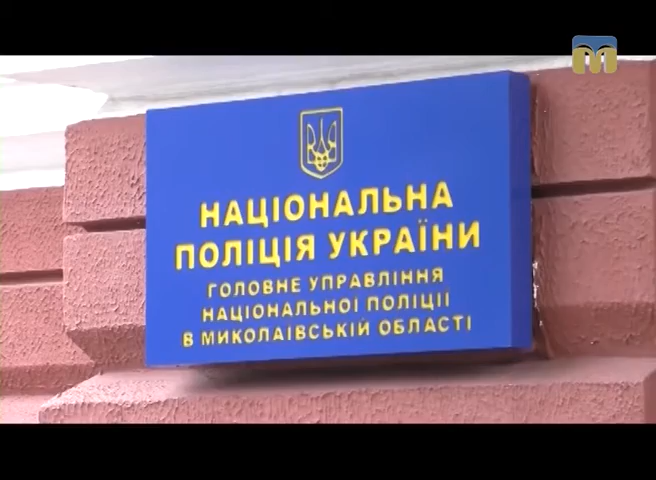 НАЦІОНАЛЬНА
ПОЛІЦІЯ УКРАЇНИ
ГОЛОВНЕ УПРАВЛІННЯ
НАЦІОНАЛЬНОЇ ПОЛІЦІЇ
В МИКОЛАЇВСЬКІЙ ОБЛАСТІ